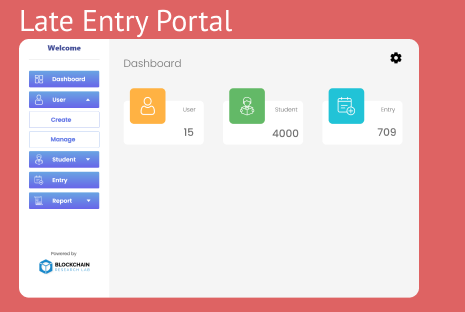 Late Entry Portal
Welcome
Dashboard
User
Create
Manage
Student
Entry
Report
Powered by
BLOCKCHAIN
RESEARCH LAB
Dashboard
User
15
Student
4000
Entry
709